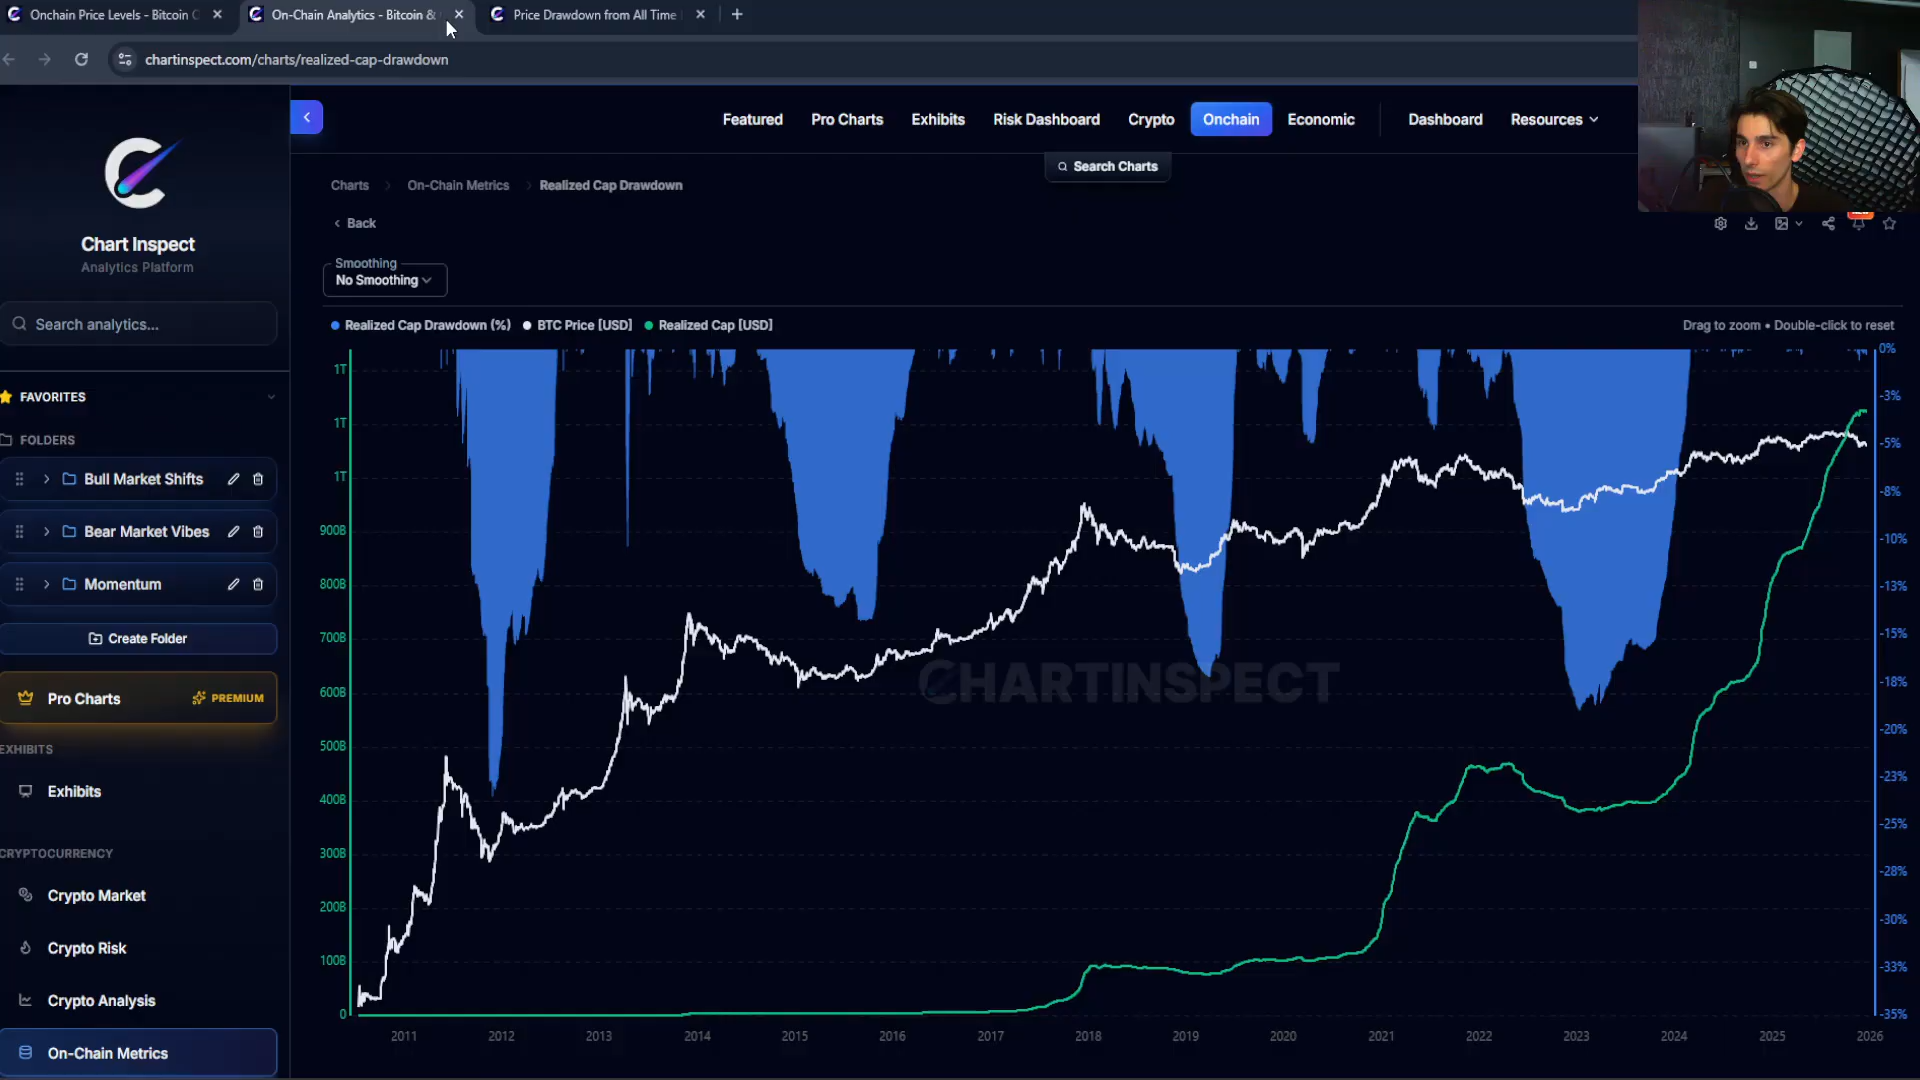 Onchain Price Levels - Bitcoin C
On-Chain Analytics - Bitcoin &
Price Drawdown from All Time
chartinspect.com/charts/realized-cap-drawdown
Chart Inspect
Analytics Platform
Search analytics...
FAVORITES
FOLDERS
Bull Market Shifts
Bear Market Vibes
Momentum
Create Folder
Pro Charts
PREMIUM
EXHIBITS
Exhibits
CRYPTOCURRENCY
Crypto Market
Crypto Risk
Crypto Analysis
On-Chain Metrics
Featured
Pro Charts
Exhibits
Risk Dashboard
Crypto
Onchain
Economic
Dashboard
Resources
Search Charts
Charts
On-Chain Metrics
Realized Cap Drawdown
Back
NEW
Smoothing
No Smoothing
Realized Cap Drawdown (%)
BTC Price [USD]
Realized Cap [USD]
Drag to zoom • Double-click to reset
1T
1T
1T
900B
800B
700B
600B
500B
400B
300B
200B
100B
0
0%
-3%
-5%
-8%
-10%
-13%
-15%
-18%
-20%
-23%
-25%
-28%
-30%
-33%
-35%
CHARTINSPECT
2011
2012
2013
2014
2015
2016
2017
2018
2019
2020
2021
2022
2023
2024
2025
2026